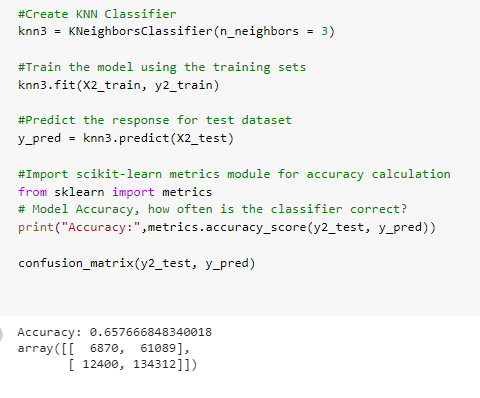 #Create KNN Classifier
knn3 = KNeighborsClassifier(n_neighbors = 3)
#Train the model using the training sets
knn3.fit(X2_train, y2_train)
#Predict the response for test dataset
y_pred = knn3.predict(X2_test)
#Import scikit-learn metrics module for accuracy calculation
from sklearn import metrics
# Model Accuracy, how often is the classifier correct?
print("Accuracy:",metrics.accuracy_score(y2_test, y_pred))
confusion_matrix(y2_test, y_pred)
Accuracy: 0.657666848340018
array([[  6870,  61089],
       [ 12400, 134312]])